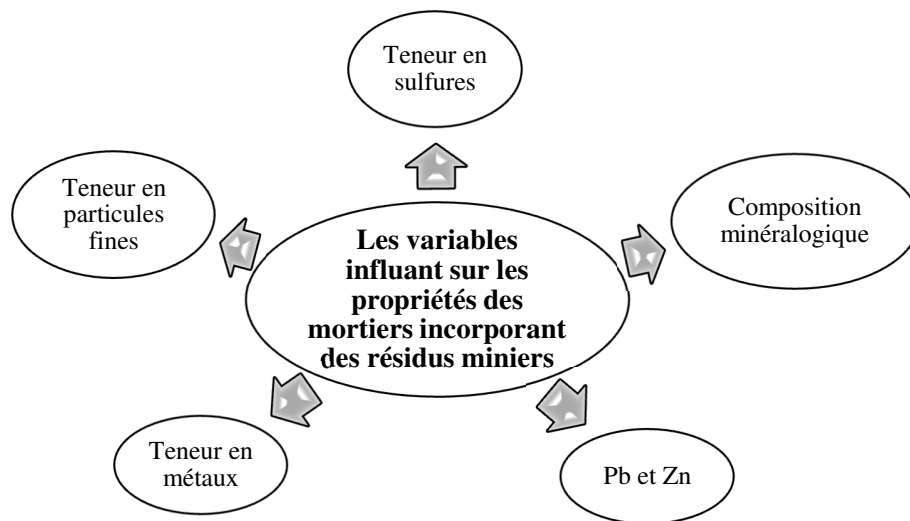 Teneur en
sulfures
Teneur en
particules
fines
Composition
minéralogique
Les variables
influant sur les
propriétés des
mortiers incorporant
des résidus miniers
Teneur en
métaux
Pb et Zn